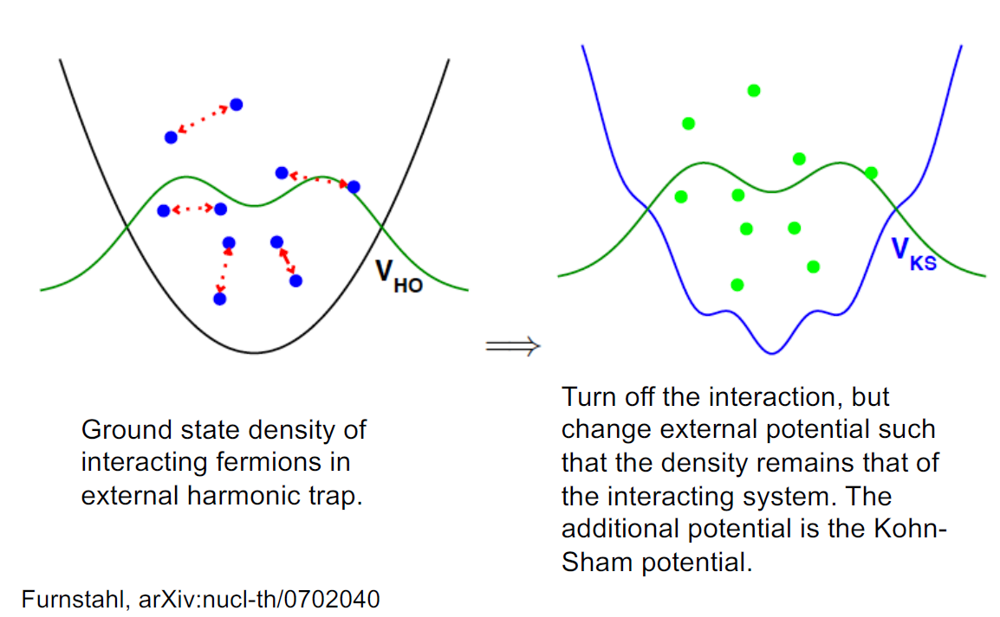 V_HO
V_KS
⟹
Ground state density of
interacting fermions in
external harmonic trap.
Turn off the interaction, but
change external potential such
that the density remains that of
the interacting system. The
additional potential is the Kohn-
Sham potential.
Furnstahl, arXiv:nucl-th/0702040